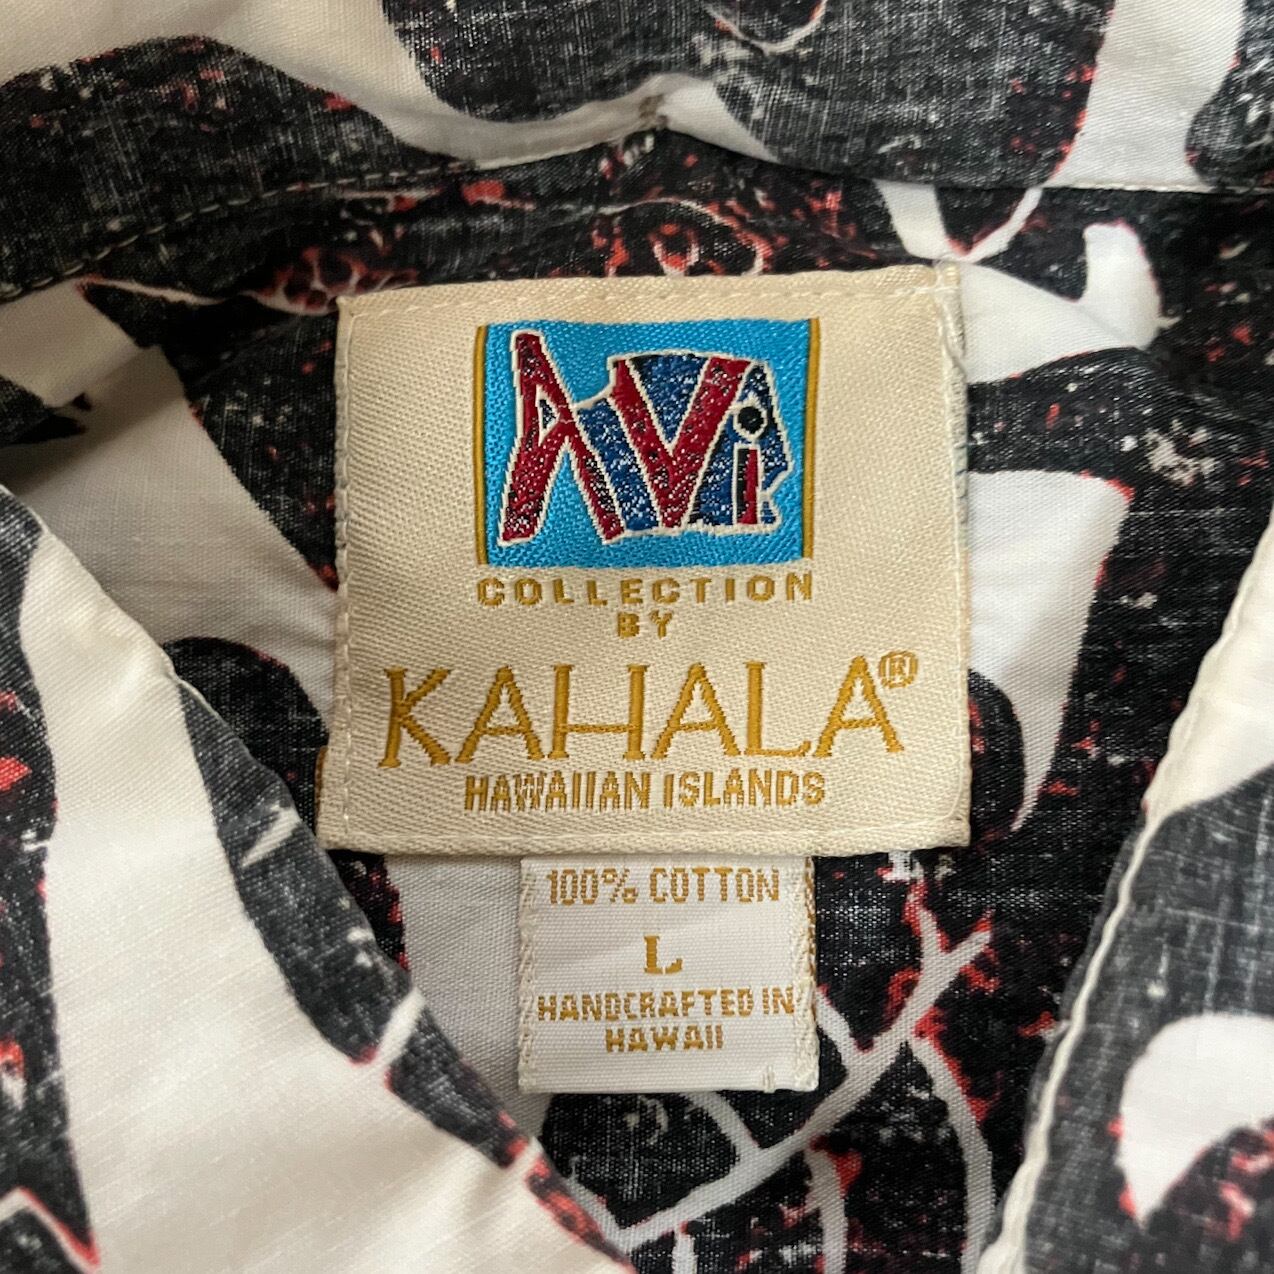 AVi
COLLECTION
BY
KAHALA®
HAWAIIAN ISLANDS
100% COTTON
L
HANDCRAFTED IN
HAWAII